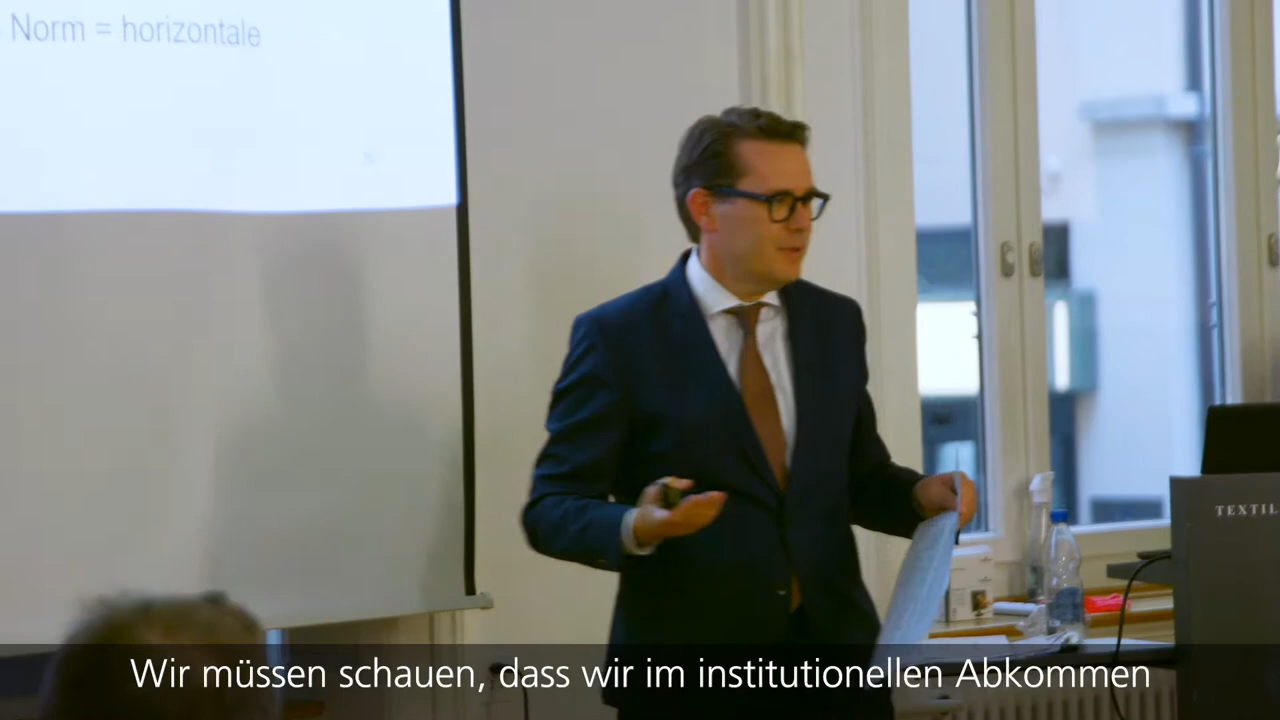 Norm = horizontale
TEXTIL
Wir müssen schauen, dass wir im institutionellen Abkommen